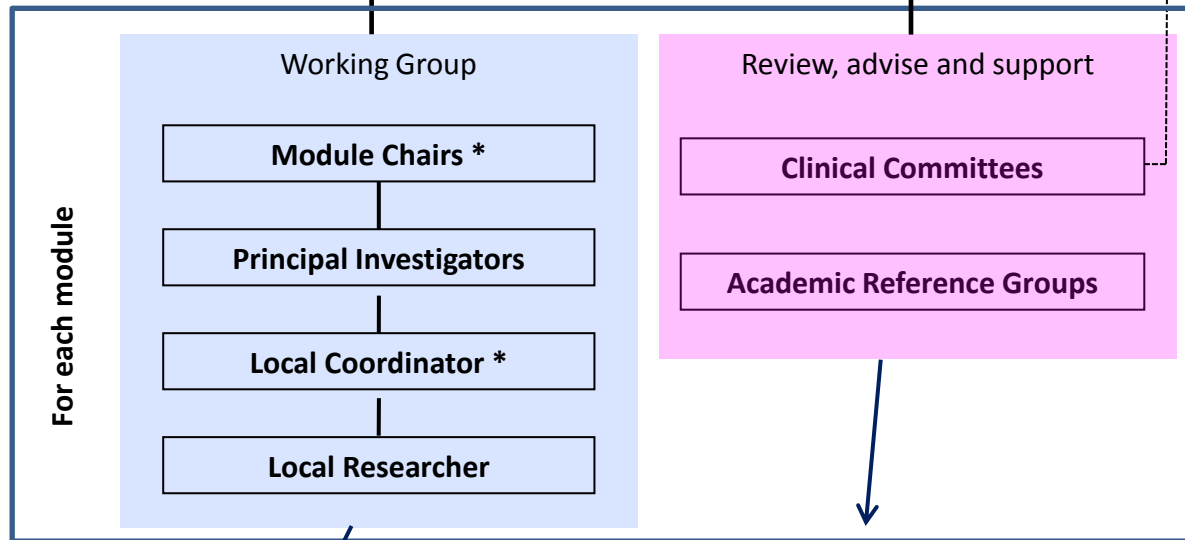 For each module
Working Group
Module Chairs *
Principal Investigators
Local Coordinator *
Local Researcher
Review, advise and support
Clinical Committees
Academic Reference Groups